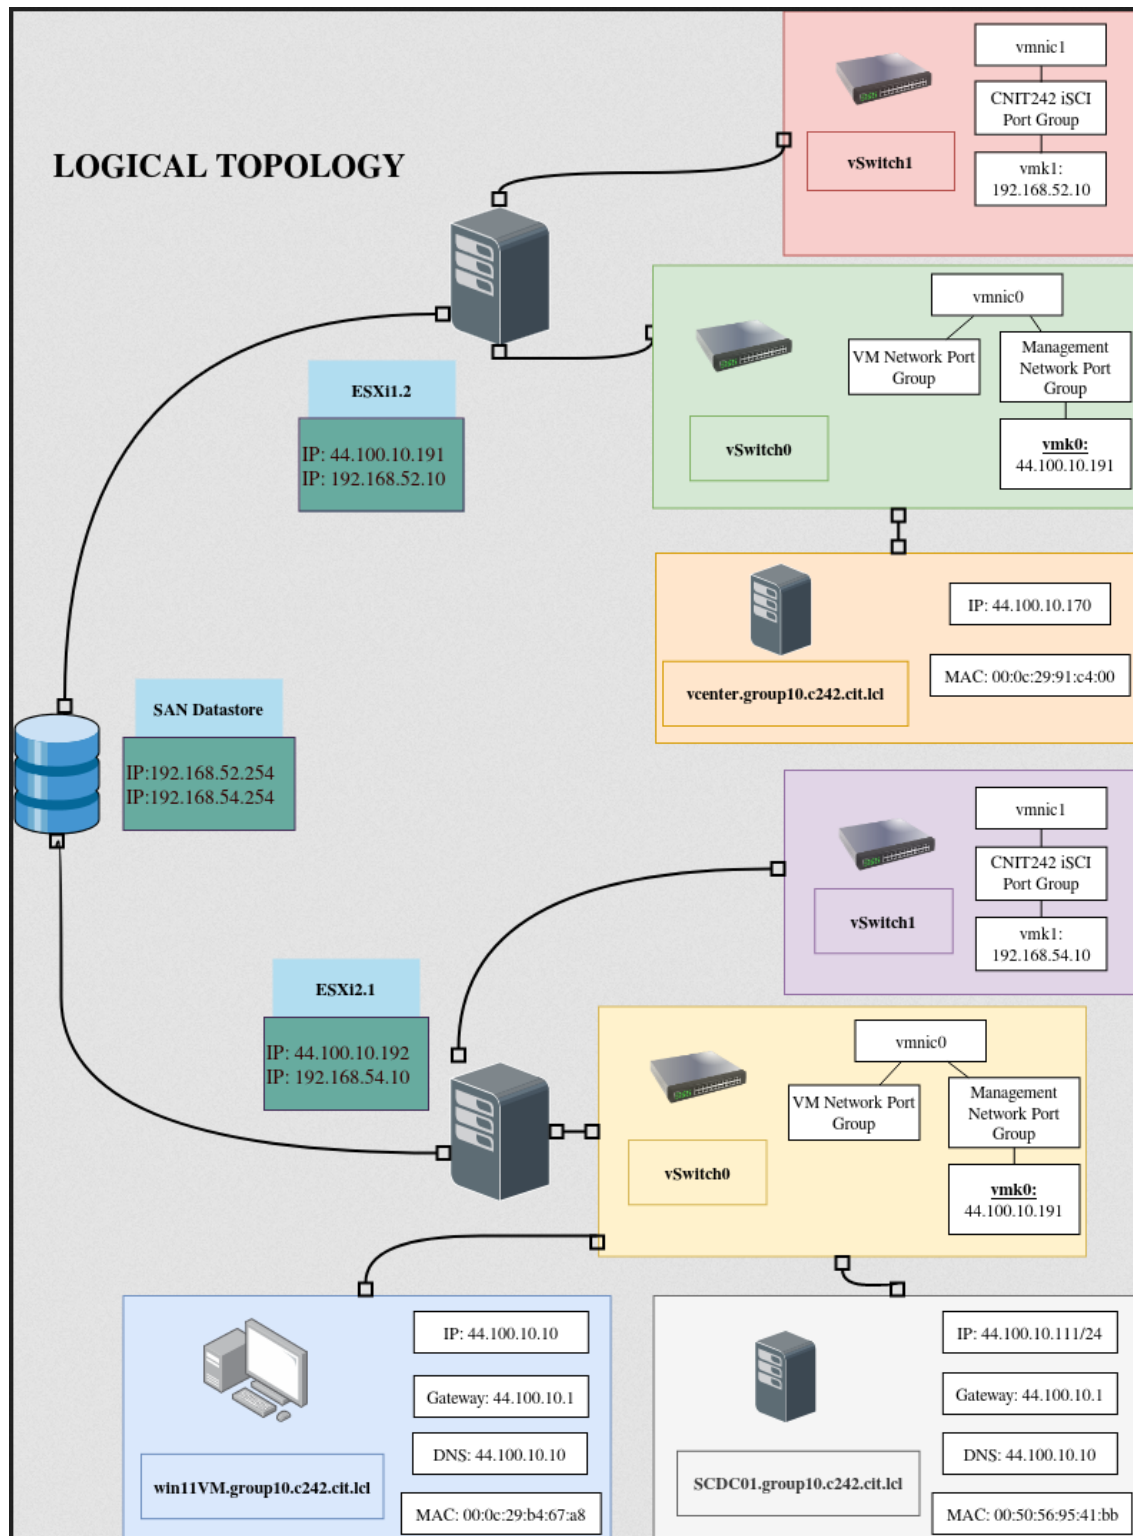 LOGICAL TOPOLOGY
vmnic1
CNIT242 iSCI
Port Group
vmk1:
192.168.52.10
vSwitch1
vmnic0
VM Network Port
Group
Management
Network Port
Group
vmk0:
44.100.10.191
vSwitch0
ESXi1.2
IP: 44.100.10.191
IP: 192.168.52.10
IP: 44.100.10.170
MAC: 00:0c:29:91:c4:00
vcenter.group10.c242.cit.lcl
SAN Datastore
IP:192.168.52.254
IP:192.168.54.254
vmnic1
CNIT242 iSCI
Port Group
vmk1:
192.168.54.10
vSwitch1
ESXi2.1
IP: 44.100.10.192
IP: 192.168.54.10
vmnic0
VM Network Port
Group
Management
Network Port
Group
vmk0:
44.100.10.191
vSwitch0
IP: 44.100.10.10
Gateway: 44.100.10.1
DNS: 44.100.10.10
MAC: 00:0c:29:b4:67:a8
win11VM.group10.c242.cit.lcl
IP: 44.100.10.111/24
Gateway: 44.100.10.1
DNS: 44.100.10.10
MAC: 00:50:56:95:41:bb
SCDC01.group10.c242.cit.lcl